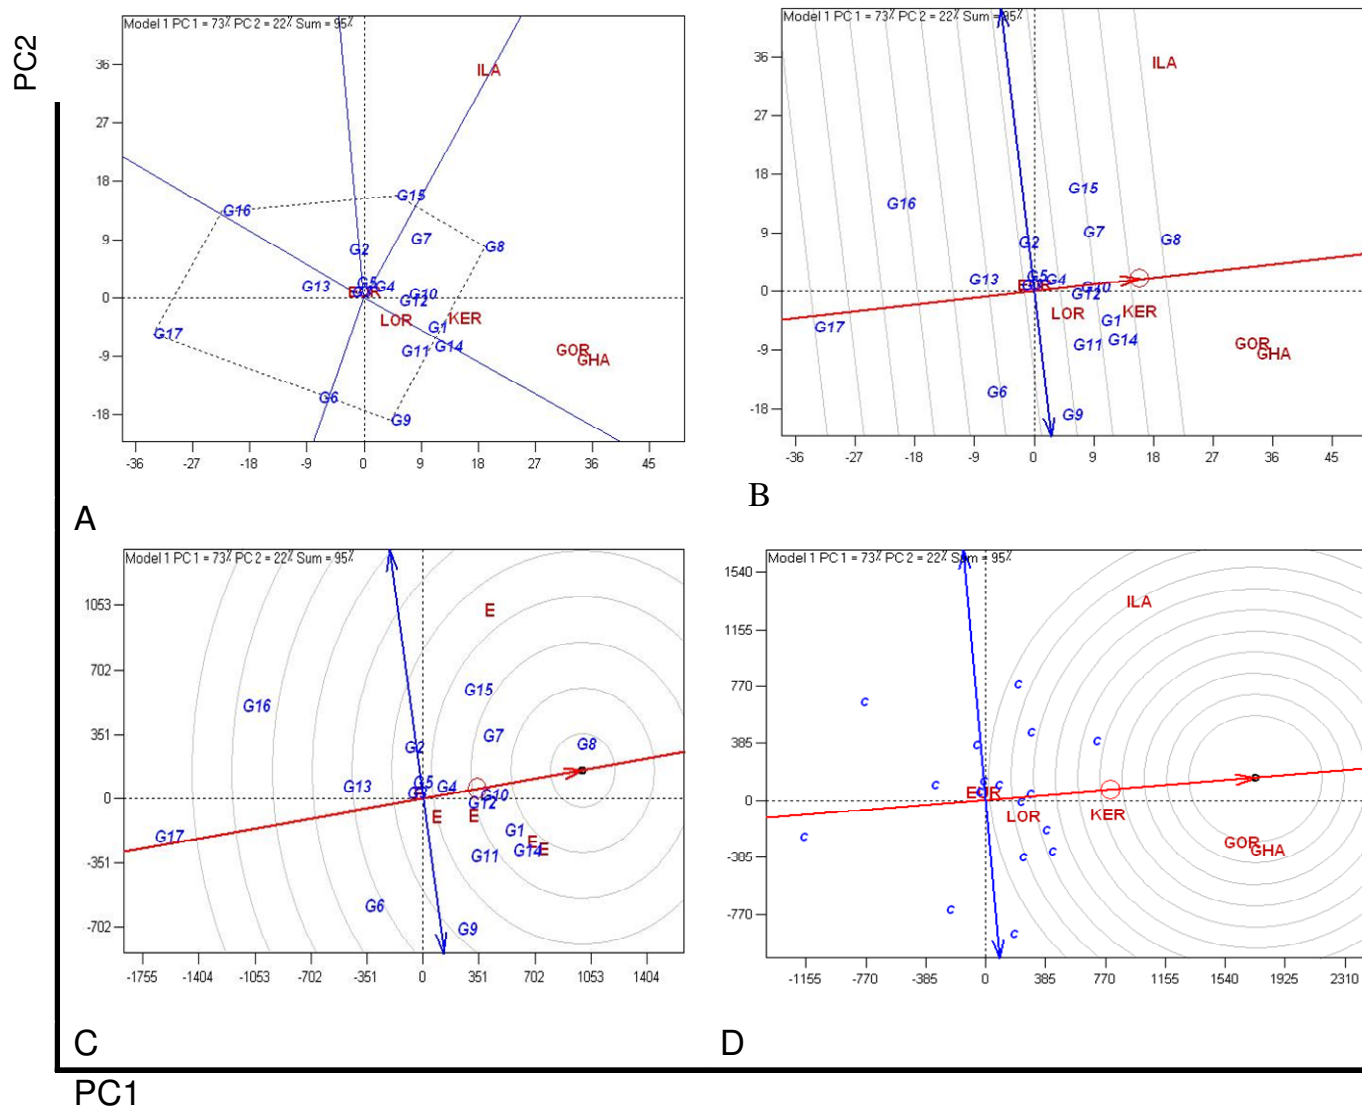 PC2
Model 1 PC 1 = 73% PC 2 = 22% Sum = 95%
36
27
18
9
0
-9
-18
ILA
G15
G16
G7
G8
G2
G5
G13
G4
EOR
G10
G12
LOR
KER
G1
G17
G11
G14
GOR
GHA
G6
G9
-36 -27 -18 -9 0 9 18 27 36 45
A
Model 1 PC 1 = 73% PC 2 = 22% Sum = 95%
36
27
18
9
0
-9
-18
ILA
G15
G16
G7
G8
G2
G5
G13
G4
EOR
G10
G12
LOR
KER
G1
G17
G11
G14
GOR
GHA
G6
G9
-36 -27 -18 -9 0 9 18 27 36 45
B
Model 1 PC 1 = 73% PC 2 = 22% Sum = 95%
1053
702
351
0
-351
-702
E
G15
G16
G7
G8
G2
G5
G13
G4
G10
G12
E
E
G1
G17
E
G11
G14
E
G6
G9
-1755 -1404 -1053 -702 -351 0 351 702 1053 1404
C
Model 1 PC 1 = 73% PC 2 = 22% Sum = 95%
1540
1155
770
385
0
-385
-770
ILA
c
c
c
c
c
c
c
c
EOR
c
c
LOR
KER
c
c
c
c
GOR
GHA
c
c
-1155 -770 -385 0 385 770 1155 1540 1925 2310
D
PC1